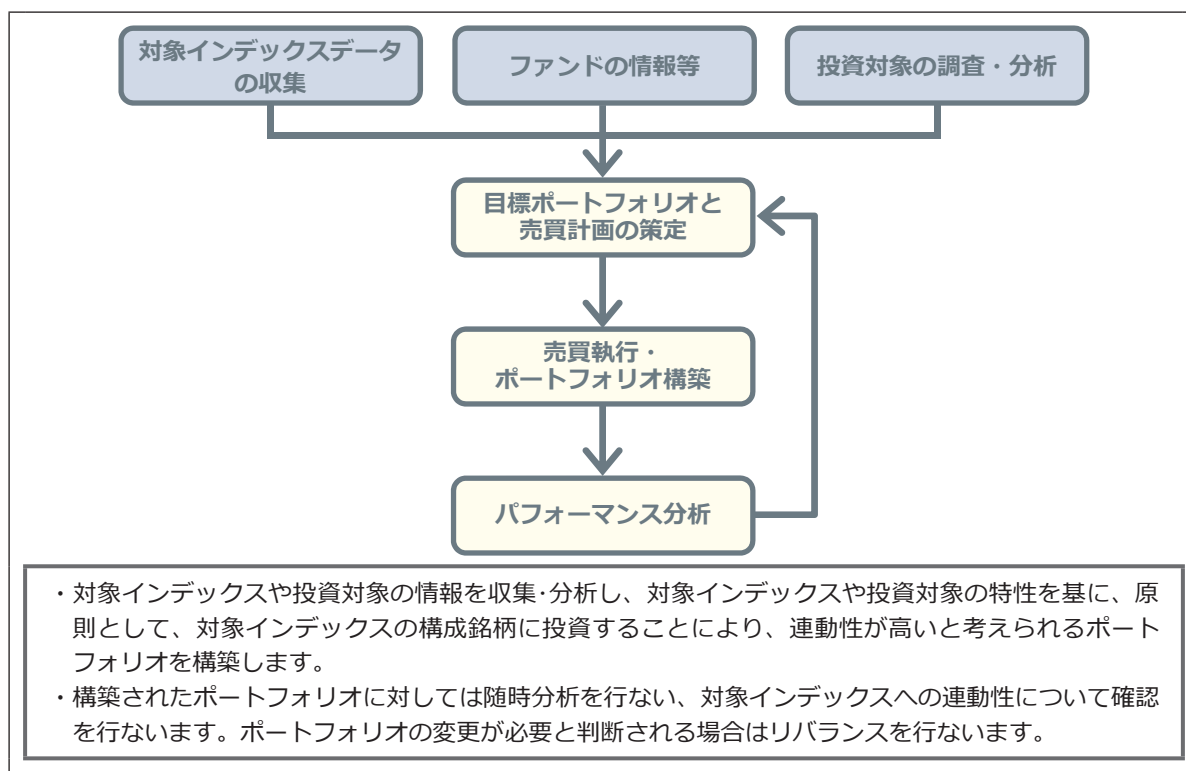 対象インデックスデータ
の収集
ファンドの情報等
投資対象の調査・分析
目標ポートフォリオと
売買計画の策定
売買執行・
ポートフォリオ構築
パフォーマンス分析
・対象インデックスや投資対象の情報を収集･分析し、対象インデックスや投資対象の特性を基に、原
則として、対象インデックスの構成銘柄に投資することにより、連動性が高いと考えられるポート
フォリオを構築します。
・構築されたポートフォリオに対しては随時分析を行ない、対象インデックスへの連動性について確認
を行ないます。ポートフォリオの変更が必要と判断される場合はリバランスを行ないます。